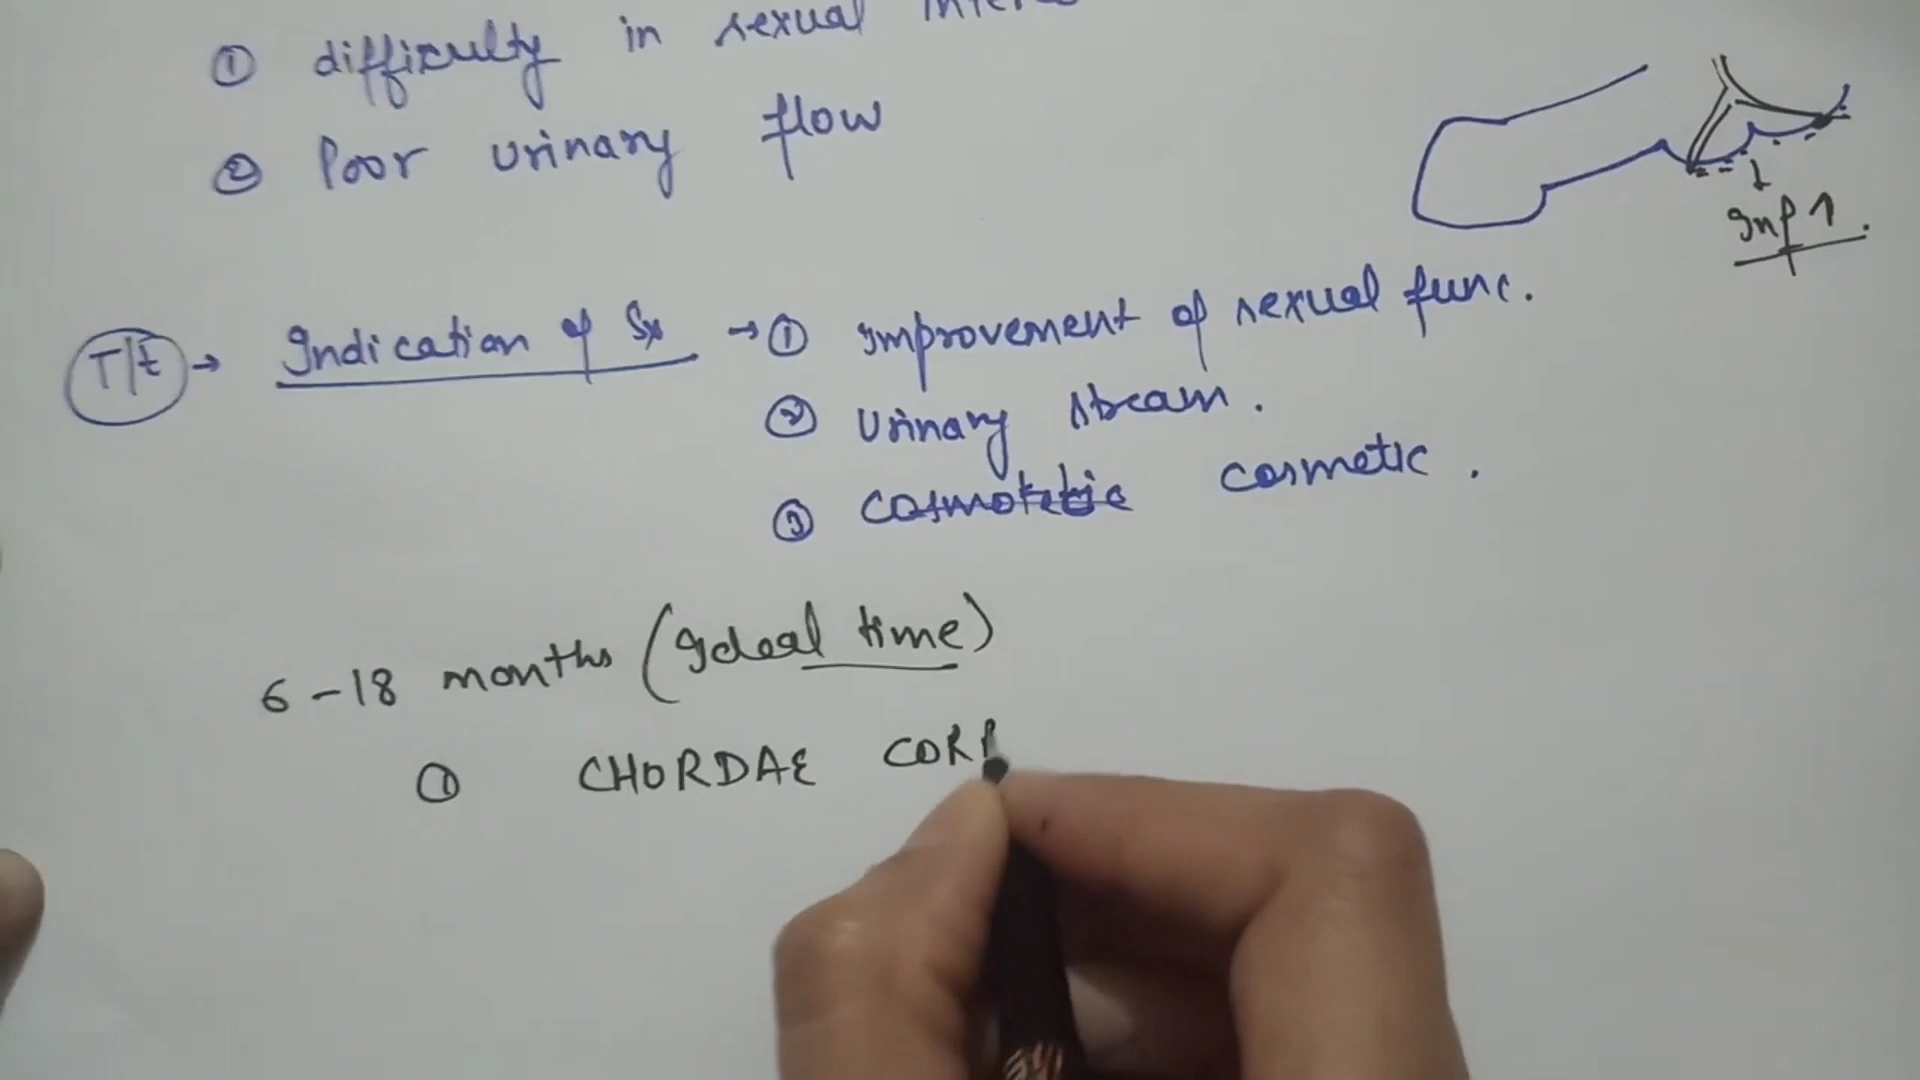 ① difficulty in sexual
② Poor urinary flow
Inf ↑.
T/t → Indication of Sx → ① Improvement of sexual func.
② Urinary stream.
③ cosmetic.
6-18 months (Ideal time)
① CHORDAE CORR